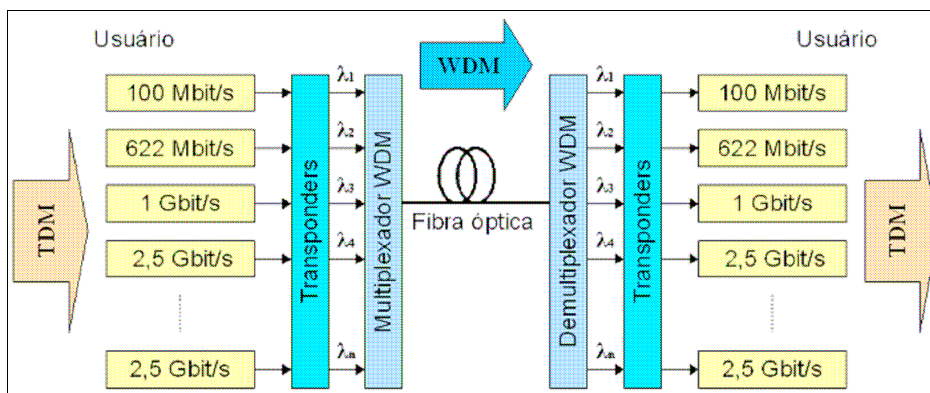 Usuário
WDM
Usuário
TDM
100 Mbit/s
622 Mbit/s
1 Gbit/s
2,5 Gbit/s
2,5 Gbit/s
Transponders
λ1
λ2
λ3
λ4
λn
Multiplexador WDM
Fibra óptica
Demultiplexador WDM
λ1
λ2
λ3
λ4
λn
Transponders
100 Mbit/s
622 Mbit/s
1 Gbit/s
2,5 Gbit/s
2,5 Gbit/s
TDM